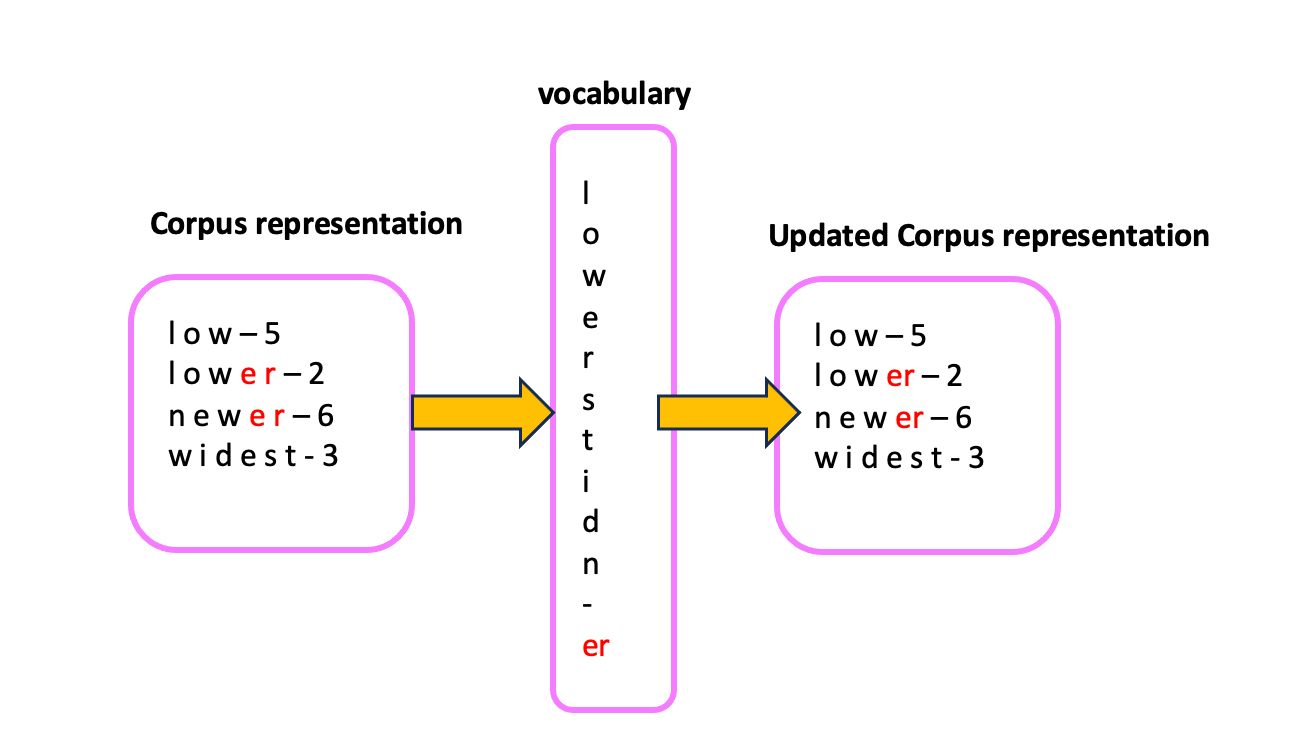 vocabulary
Corpus representation
l o w – 5
l o w e r – 2
n e w e r – 6
w i d e s t - 3
l
o
w
e
r
s
t
i
d
n
-
er
Updated Corpus representation
l o w – 5
l o w er – 2
n e w er – 6
w i d e s t - 3